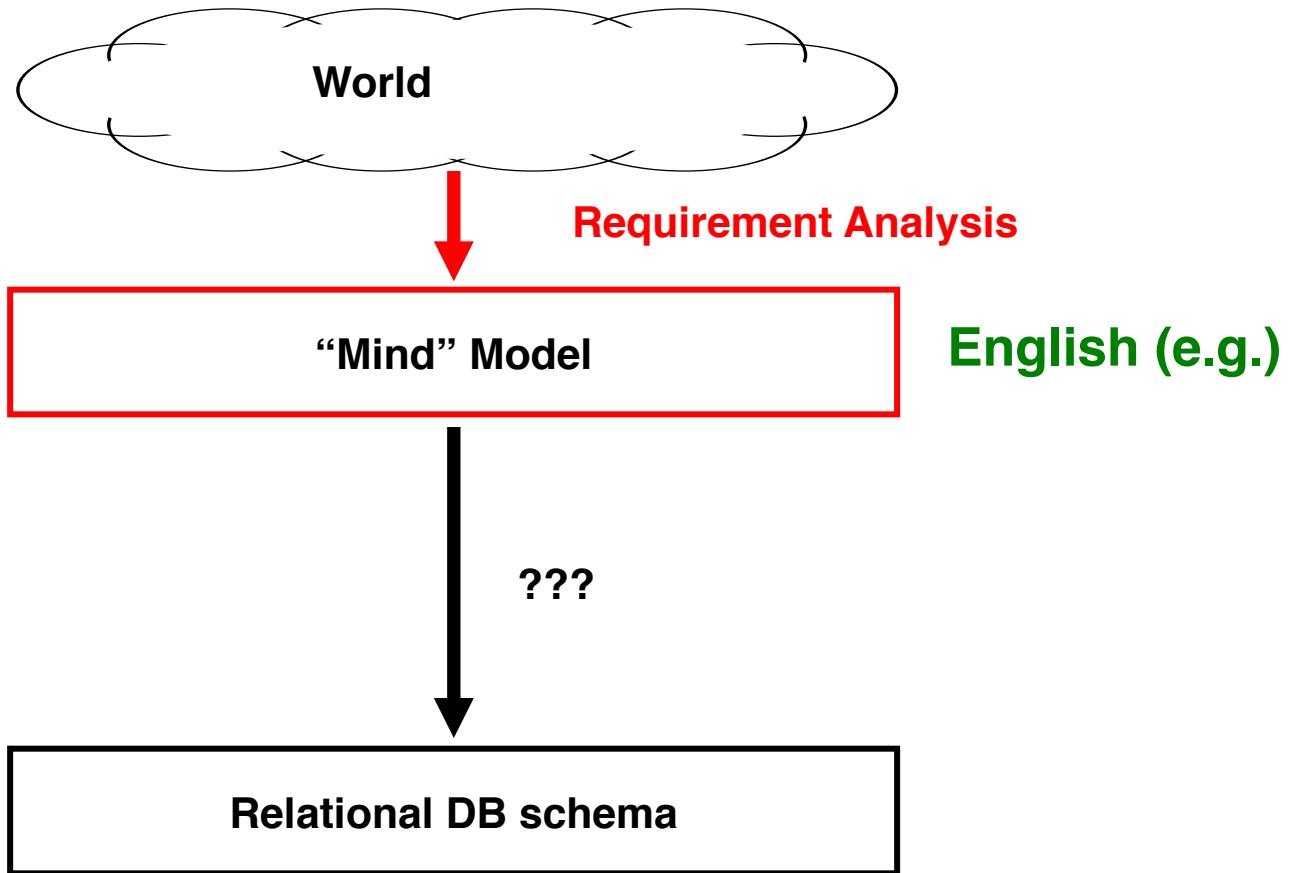 World
Requirement Analysis
“Mind” Model
English (e.g.)
???
Relational DB schema